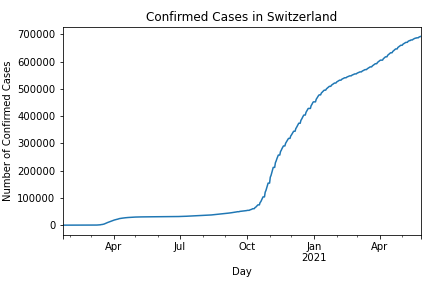 Confirmed Cases in Switzerland
Number of Confirmed Cases
700000
600000
500000
400000
300000
200000
100000
0
Apr
Jul
Oct
Jan
2021
Apr
Day